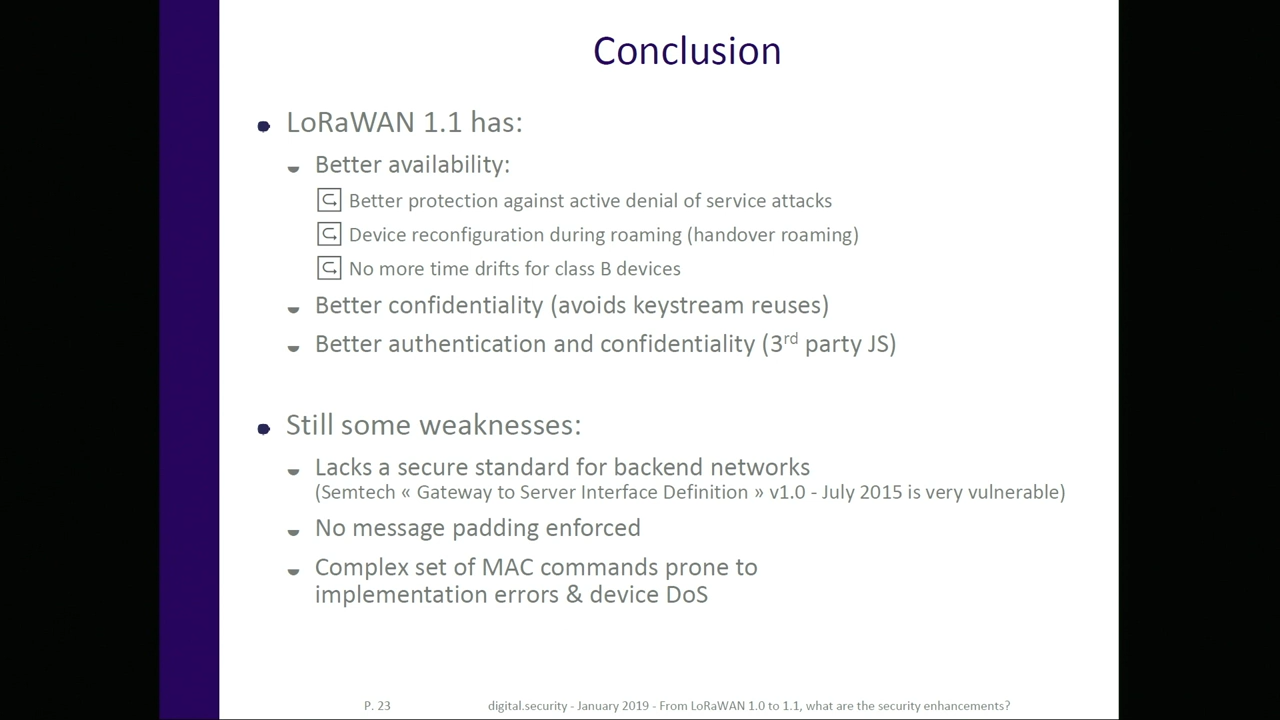 Conclusion
LoRaWAN 1.1 has:
Better availability:
Better protection against active denial of service attacks
Device reconfiguration during roaming (handover roaming)
No more time drifts for class B devices
Better confidentiality (avoids keystream reuses)
Better authentication and confidentiality (3rd party JS)
Still some weaknesses:
Lacks a secure standard for backend networks
(Semtech « Gateway to Server Interface Definition » v1.0 - July 2015 is very vulnerable)
No message padding enforced
Complex set of MAC commands prone to
implementation errors & device DoS
P. 23 digital.security - January 2019 - From LoRaWAN 1.0 to 1.1, what are the security enhancements?